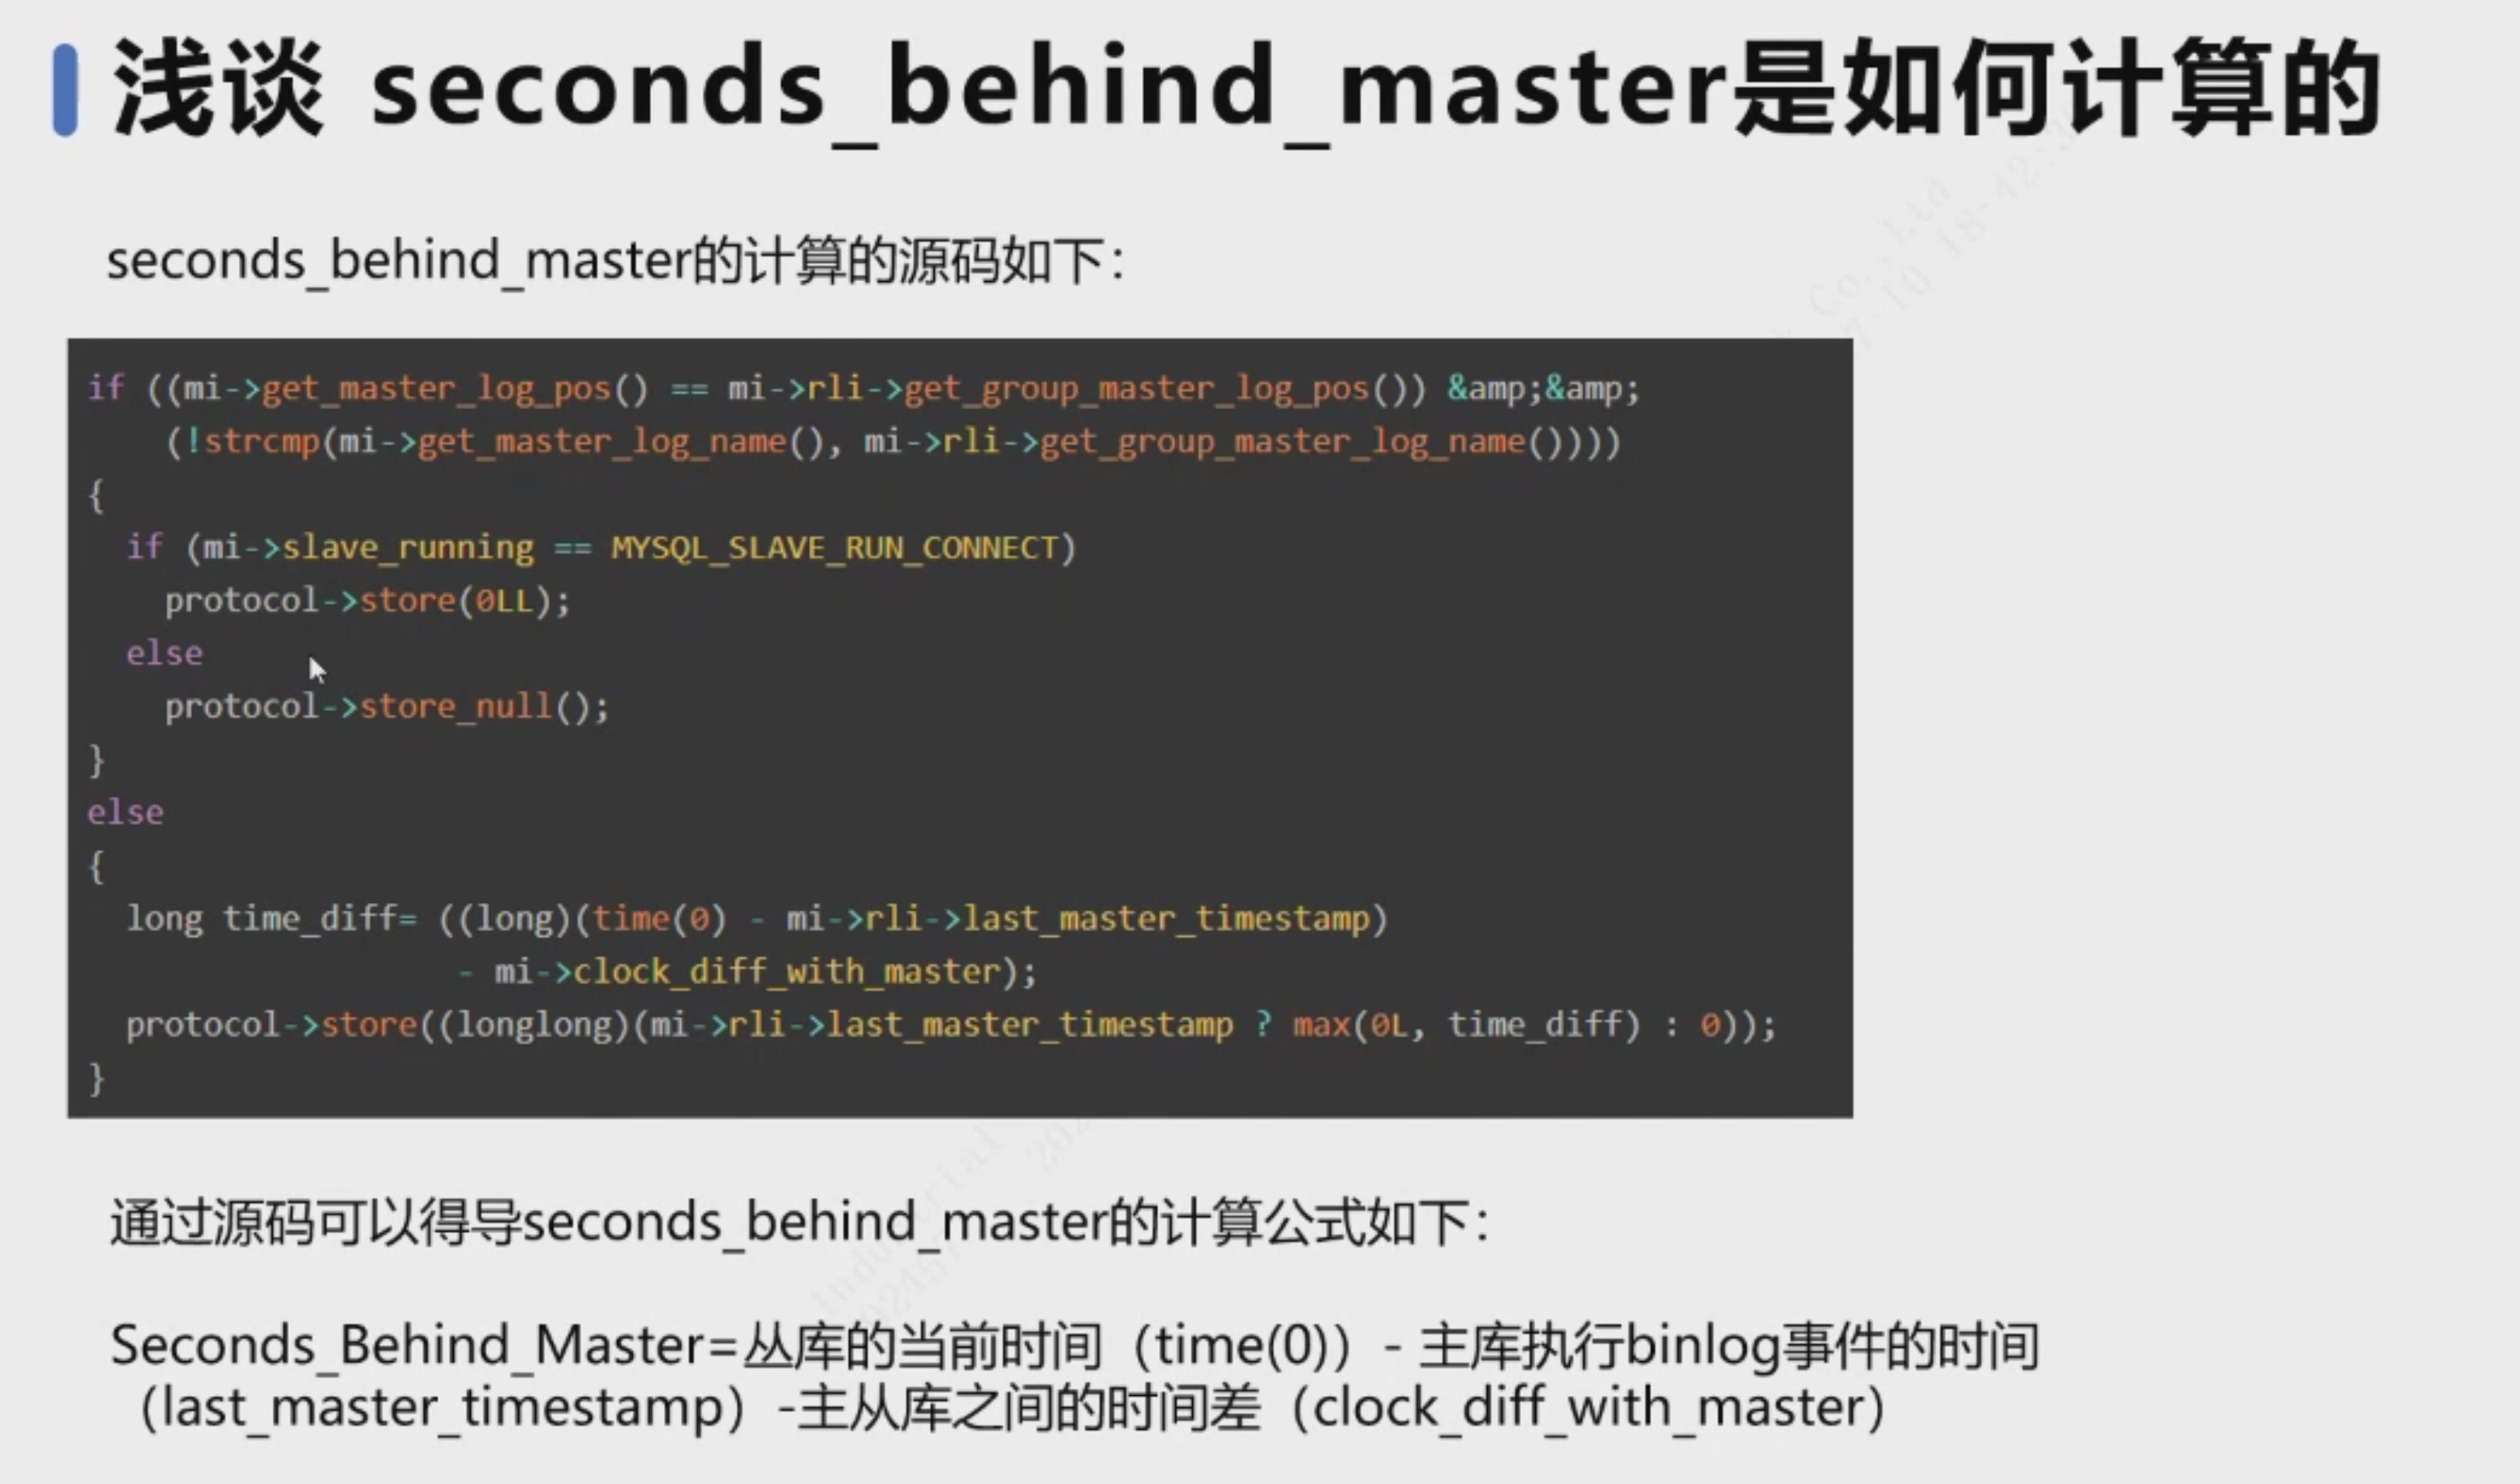 浅谈 seconds_behind_master是如何计算的
seconds_behind_master的计算的源码如下：
if ((mi->get_master_log_pos() == mi->rli->get_group_master_log_pos()) &amp;&amp;
(!strcmp(mi->get_master_log_name(), mi->rli->get_group_master_log_name())))
{
if (mi->slave_running == MYSQL_SLAVE_RUN_CONNECT)
protocol->store(0LL);
else
protocol->store_null();
}
else
{
long time_diff= ((long)(time(0) - mi->rli->last_master_timestamp)
- mi->clock_diff_with_master);
protocol->store((longlong)(mi->rli->last_master_timestamp ? max(0L, time_diff) : 0));
}
通过源码可以得导seconds_behind_master的计算公式如下：
Seconds_Behind_Master=丛库的当前时间（time(0)）- 主库执行binlog事件的时间
（last_master_timestamp）-主从库之间的时间差（clock_diff_with_master）